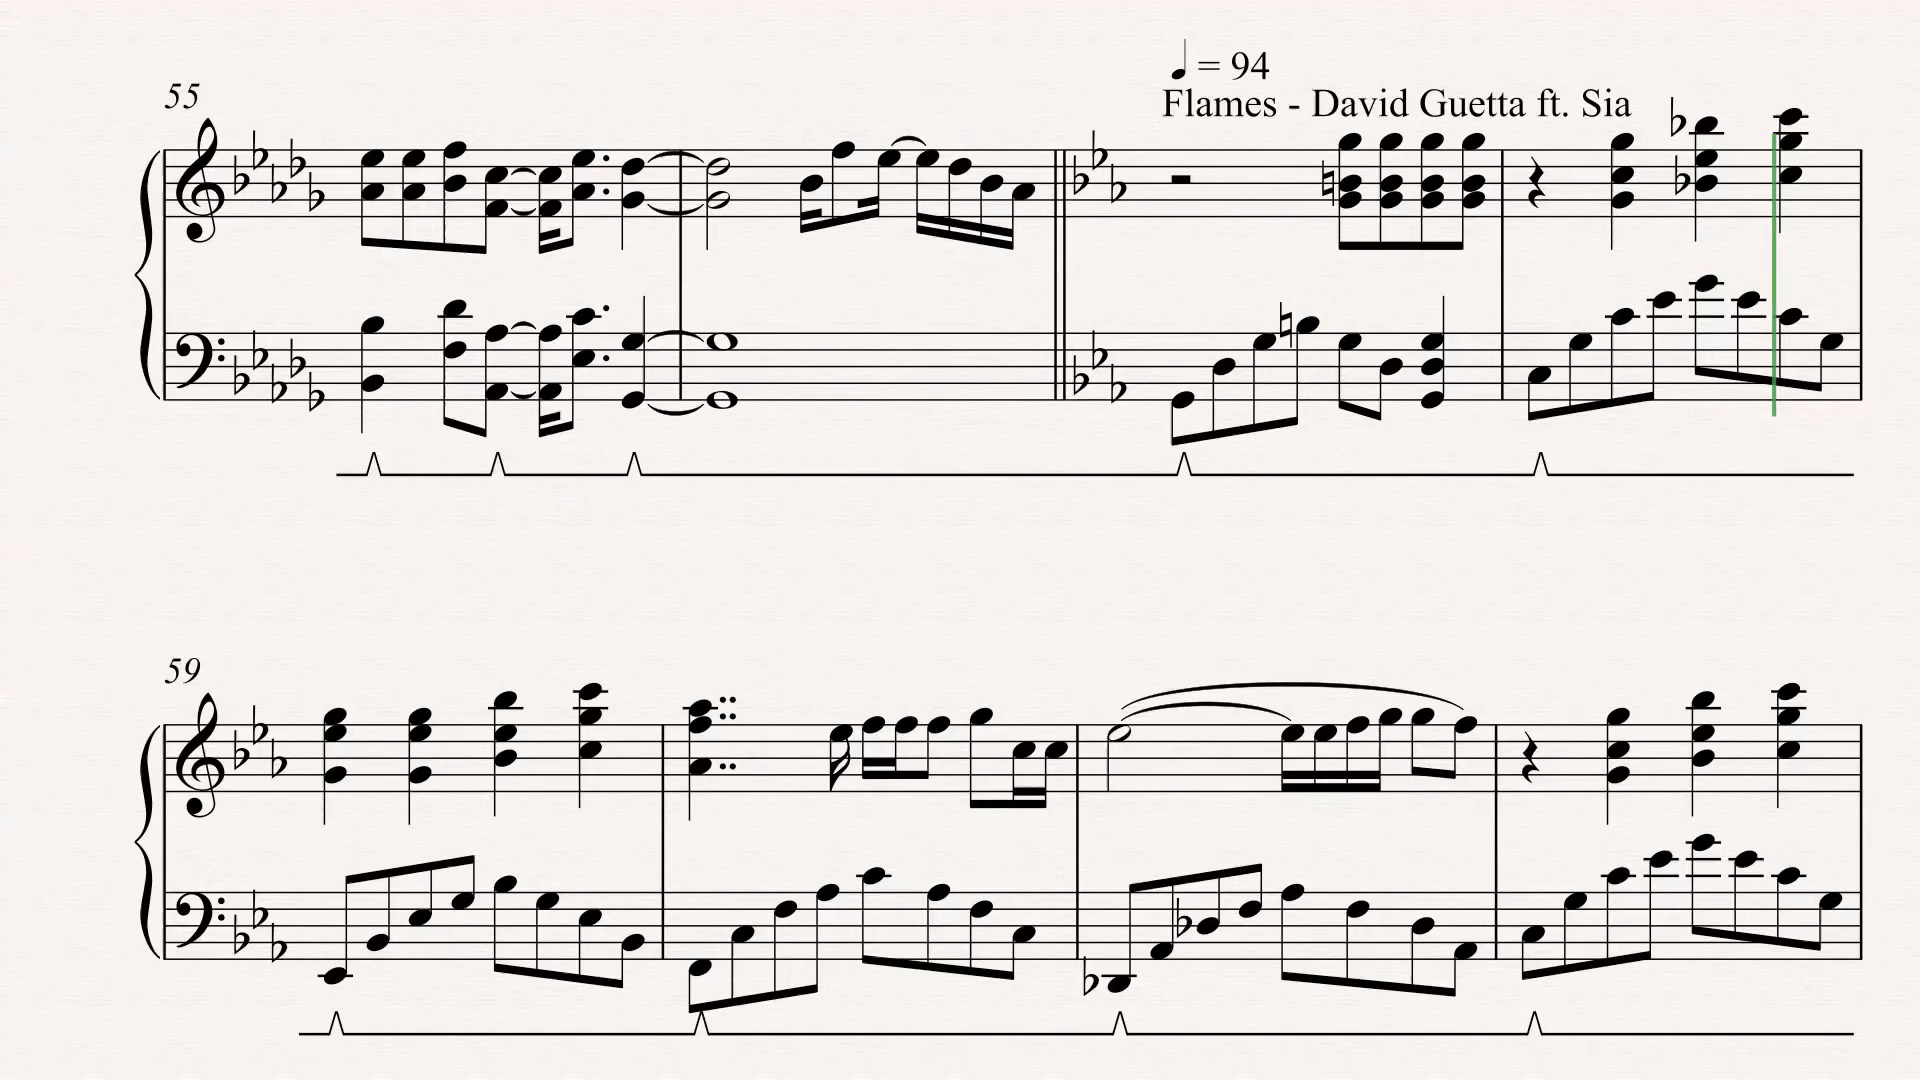 55
♩ = 94
Flames - David Guetta ft. Sia
59